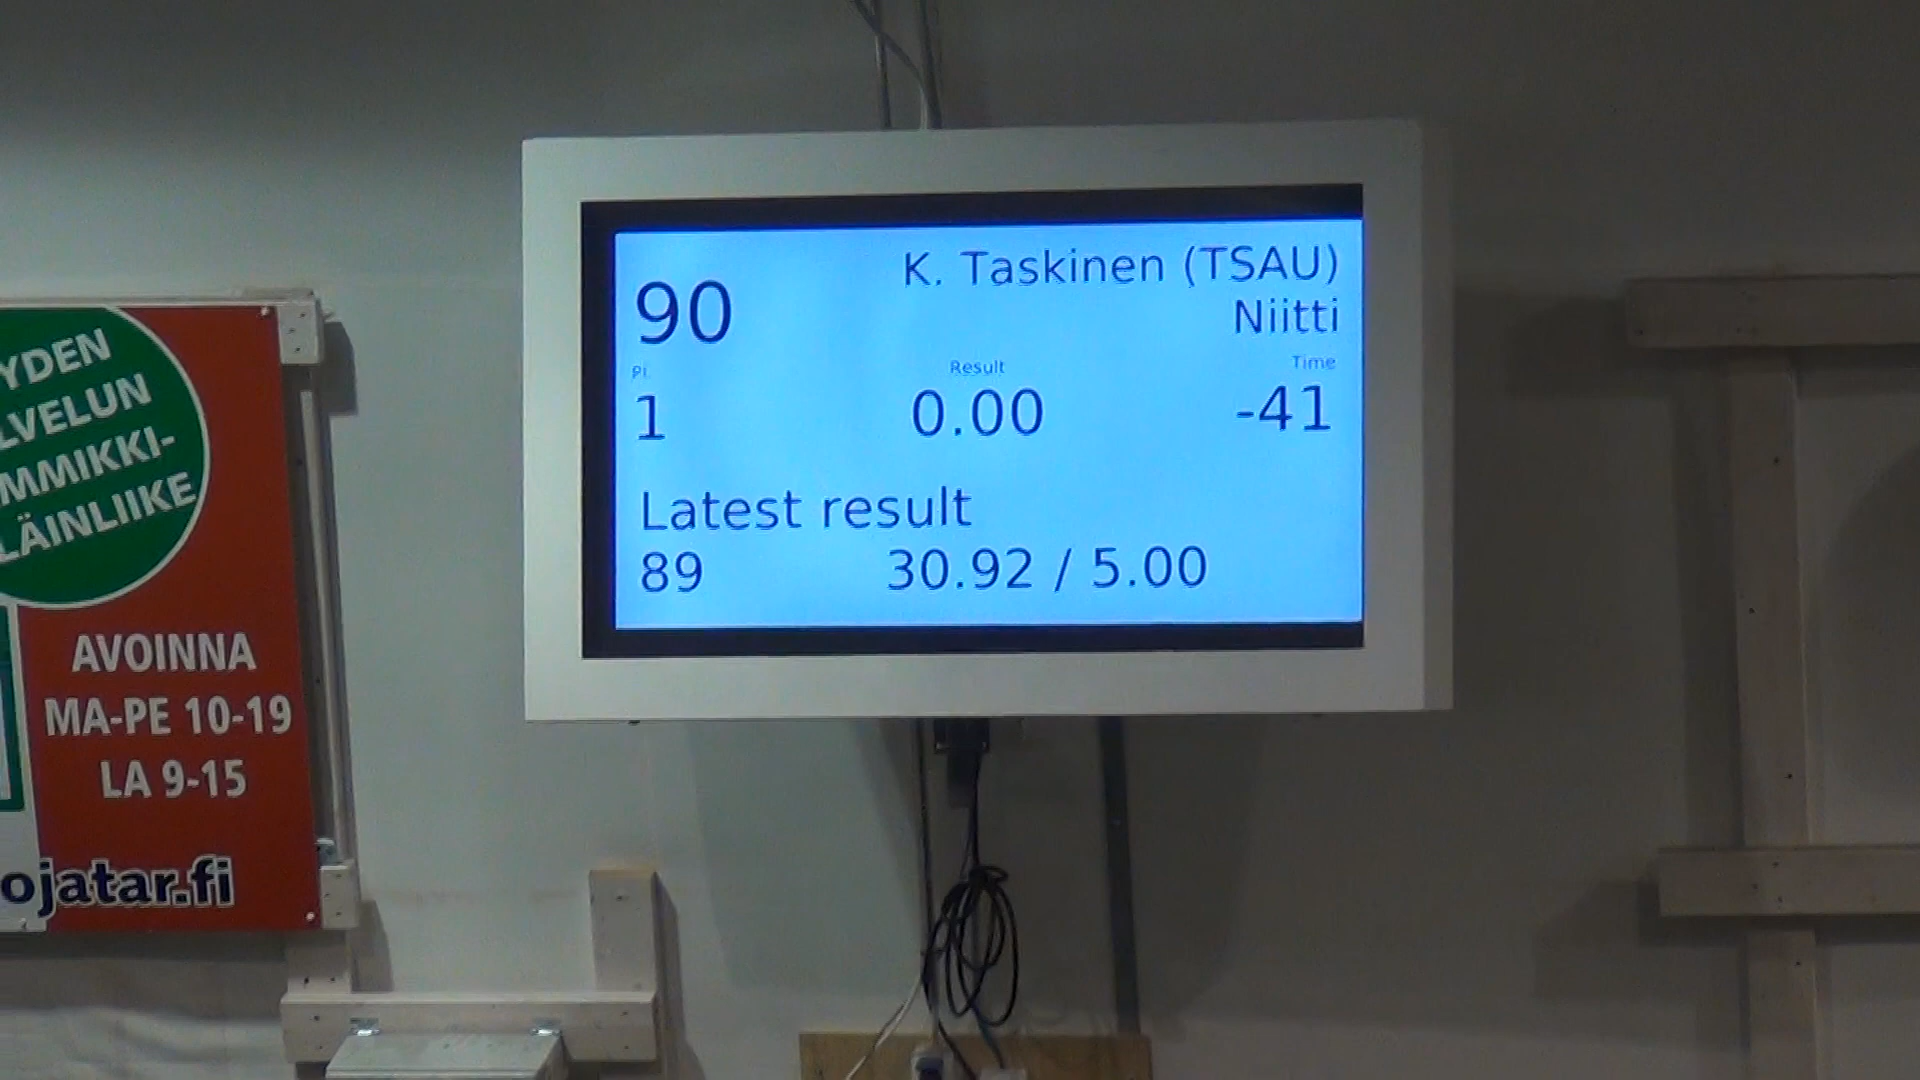 K. Taskinen (TSAU)
90
Niitti
Pl
Result
Time
1
0.00
-41
Latest result
89
30.92 / 5.00
YDEN
LVELUN
MMIKKI-
LÄINLIIKE
AVOINNA
MA-PE 10-19
LA 9-15
ojatar.fi